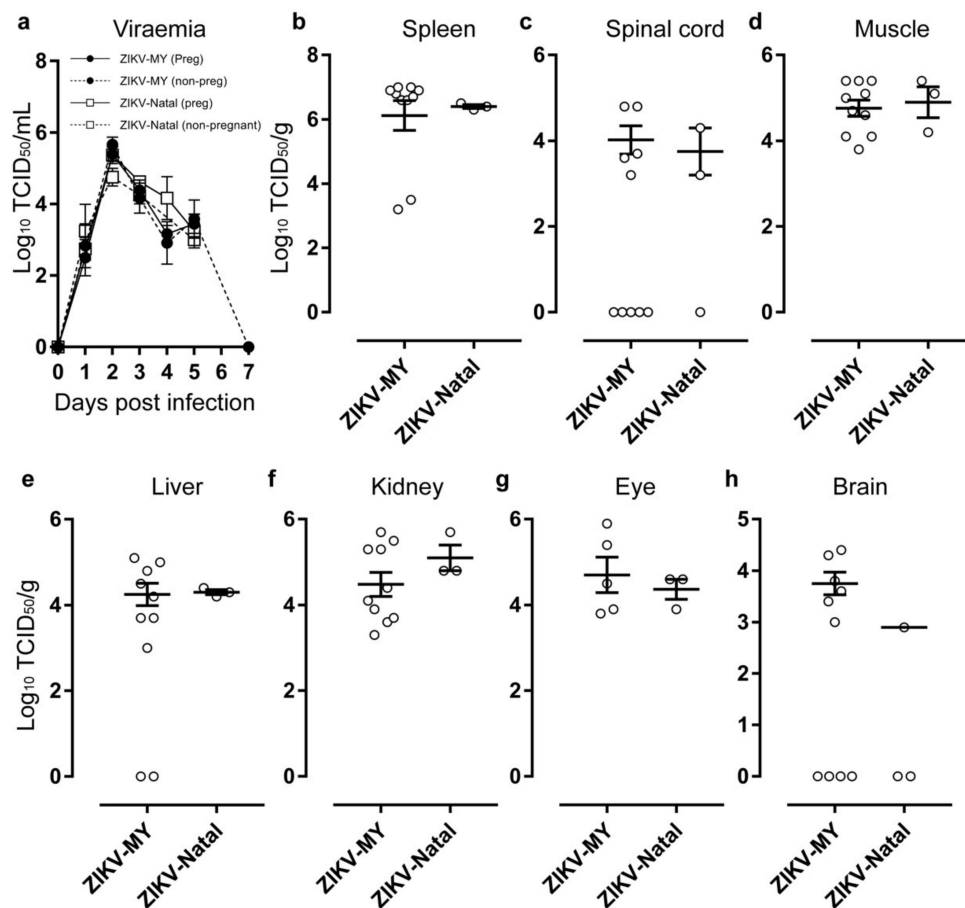 a
Viraemia
Log10 TCID50/mL
8
6
4
2
0
ZIKV-MY (Preg)
ZIKV-MY (non-preg)
ZIKV-Natal (preg)
ZIKV-Natal (non-pregnant)
0 1 2 3 4 5 6 7
Days post infection
b
Spleen
Log10 TCID50/g
8
6
4
2
0
ZIKV-MY
ZIKV-Natal
c
Spinal cord
6
4
2
0
ZIKV-MY
ZIKV-Natal
d
Muscle
6
4
2
0
ZIKV-MY
ZIKV-Natal
e
Liver
Log10 TCID50/g
6
4
2
0
ZIKV-MY
ZIKV-Natal
f
Kidney
6
4
2
0
ZIKV-MY
ZIKV-Natal
g
Eye
6
4
2
0
ZIKV-MY
ZIKV-Natal
h
Brain
5
4
3
2
1
0
ZIKV-MY
ZIKV-Natal